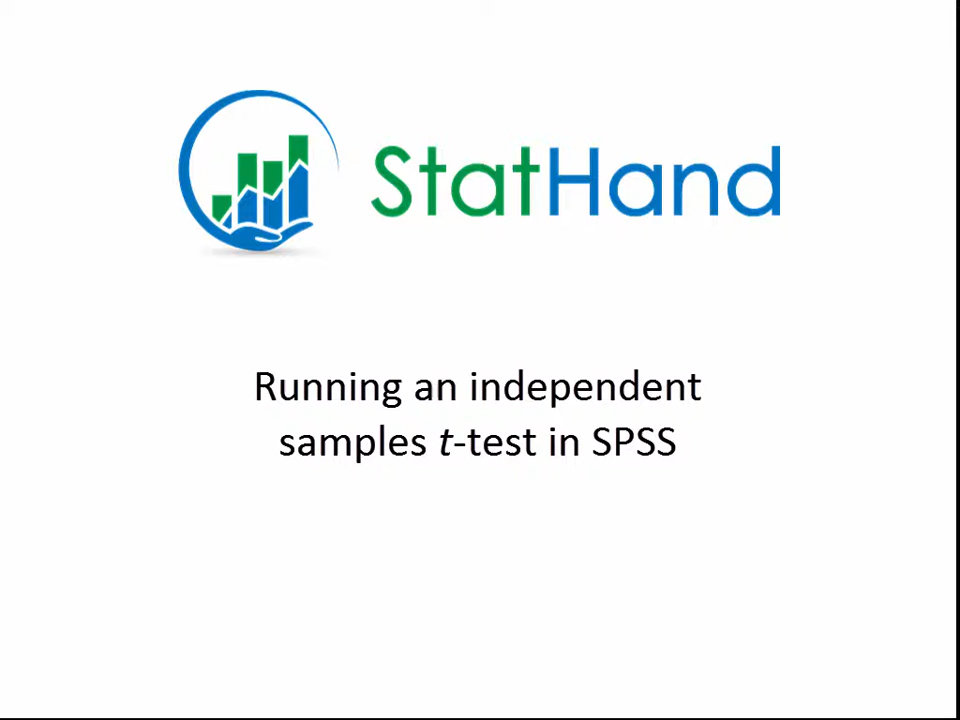 StatHand
Running an independent
samples t-test in SPSS